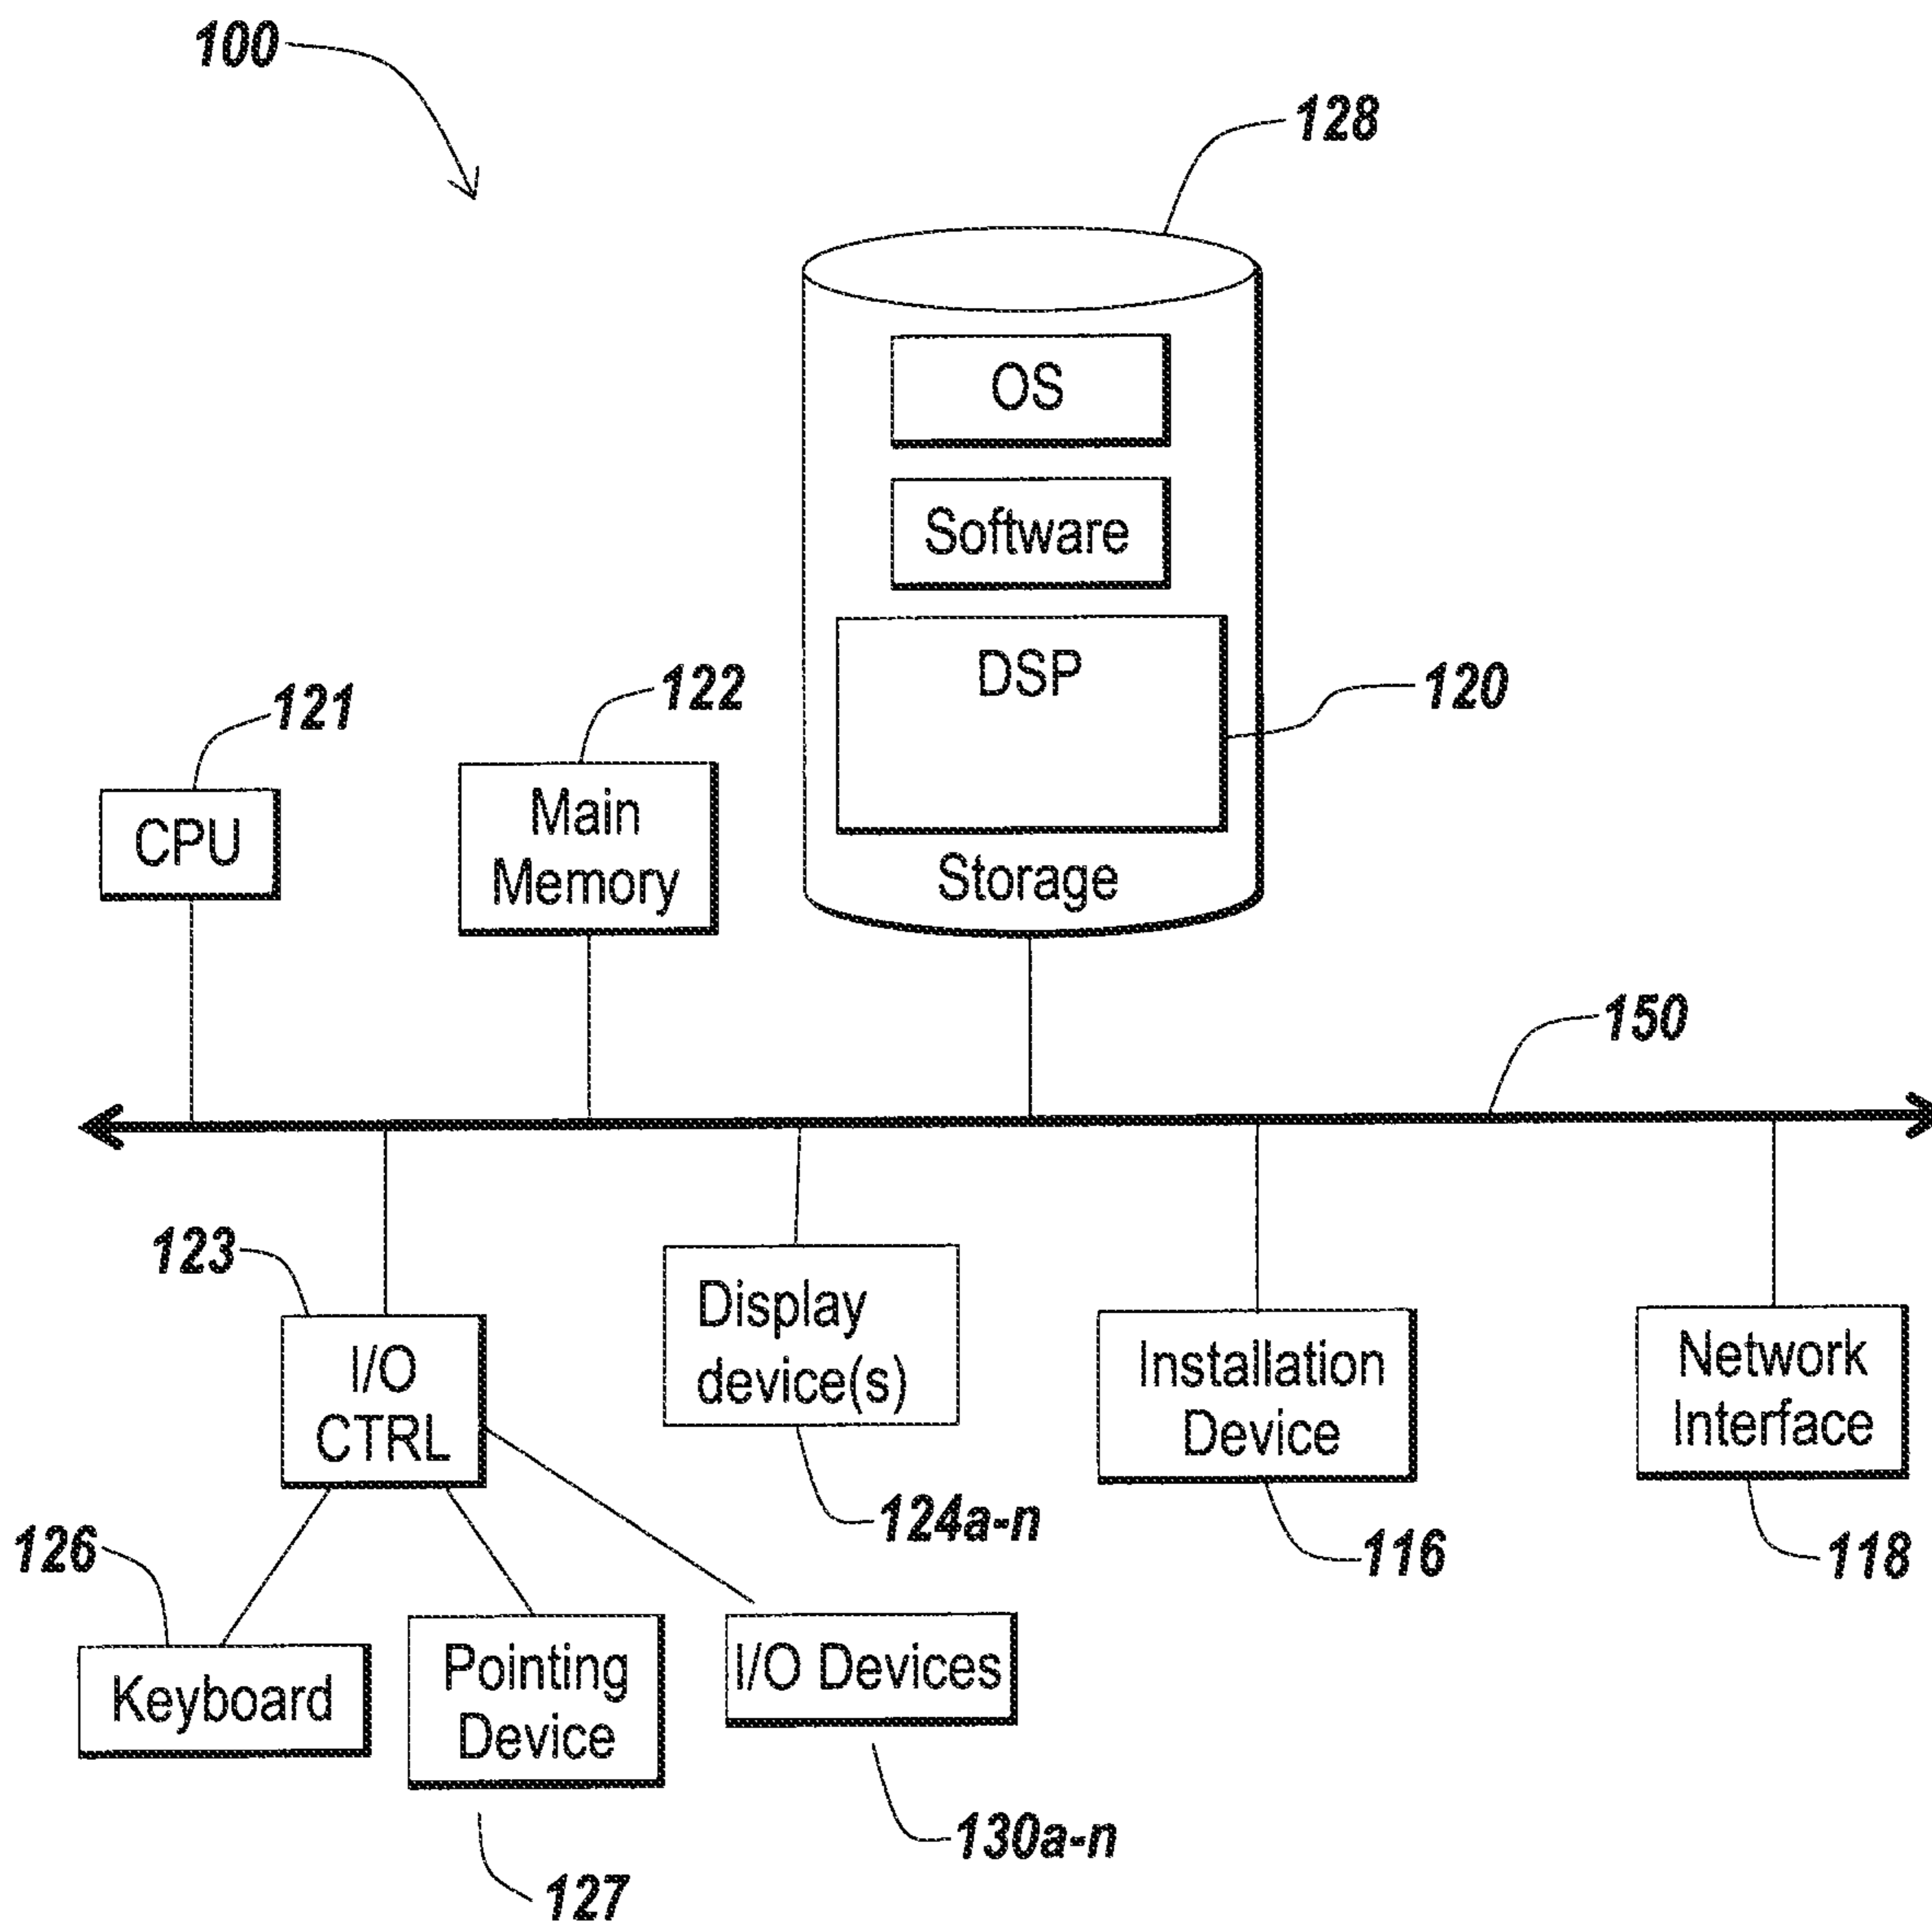 100
128
OS
Software
DSP
120
121
122
CPU
Main
Memory
Storage
150
123
I/O
CTRL
Display
device(s)
Installation
Device
Network
Interface
124a-n
116
118
126
Keyboard
Pointing
Device
I/O Devices
130a-n
127